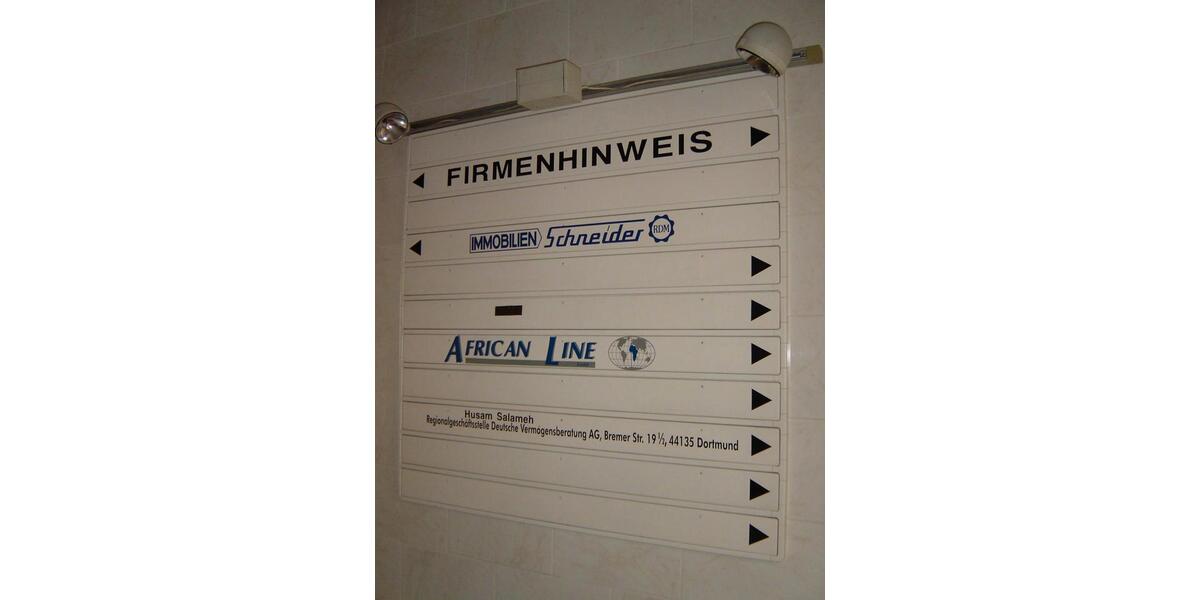 FIRMENHINWEIS
IMMOBILIEN Schneider RDM
AFRICAN LINE
Husam Salameh
Regionalgeschäftsstelle Deutsche Vermögensberatung AG, Bremer Str. 19 ½, 44135 Dortmund